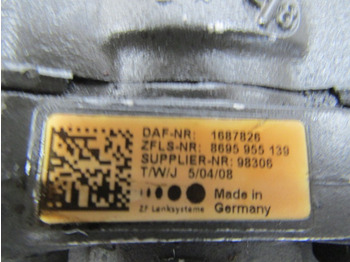 DAF-NR: 1687826
ZFLS-NR: 8695 955 139
SUPPLIER-NR: 98306
T/W/J 5/04/08
Made in
Germany
ZF Lenksysteme